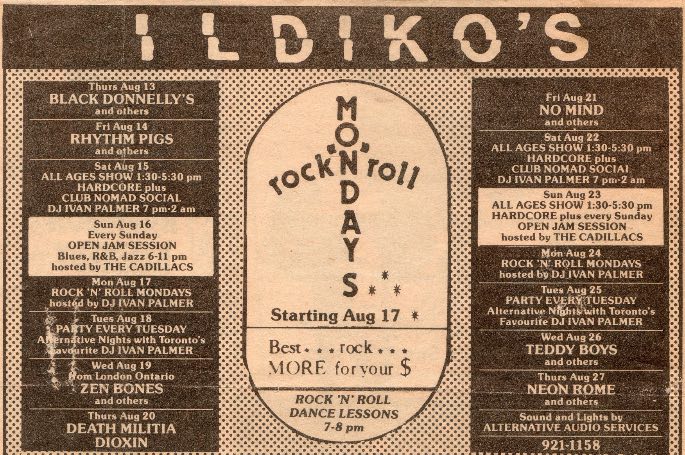 ILDIKO'S
Thurs Aug 13
BLACK DONNELLY'S
and others
Fri Aug 14
RHYTHM PIGS
and others
Sat Aug 15
ALL AGES SHOW 1:30-5:30 pm
HARDCORE plus
CLUB NOMAD SOCIAL
DJ IVAN PALMER 7 pm-2 am
Sun Aug 16
Every Sunday
OPEN JAM SESSION
Blues, R&B, Jazz 6-11 pm
hosted by THE CADILLACS
Mon Aug 17
ROCK 'N' ROLL MONDAYS
hosted by DJ IVAN PALMER
Tues Aug 18
PARTY EVERY TUESDAY
Alternative Nights with Toronto's
Favourite DJ IVAN PALMER
Wed Aug 19
from London Ontario
ZEN BONES
and others
Thurs Aug 20
DEATH MILITIA
DIOXIN
MONDAYS
rock "n" roll
Starting Aug 17
Best... rock...
MORE for your $
ROCK 'N' ROLL
DANCE LESSONS
7-8 pm
Fri Aug 21
NO MIND
and others
Sat Aug 22
ALL AGES SHOW 1:30-5:30 pm
HARDCORE plus
CLUB NOMAD SOCIAL
DJ IVAN PALMER 7 pm-2 am
Sun Aug 23
ALL AGES SHOW 1:30-5:30 pm
HARDCORE plus every Sunday
OPEN JAM SESSION
hosted by THE CADILLACS
Mon Aug 24
ROCK 'N' ROLL MONDAYS
hosted by DJ IVAN PALMER
Tues Aug 25
PARTY EVERY TUESDAY
Alternative Nights with Toronto's
Favourite DJ IVAN PALMER
Wed Aug 26
TEDDY BOYS
and others
Thurs Aug 27
NEON ROME
and others
Sound and Lights by
ALTERNATIVE AUDIO SERVICES
921-1158